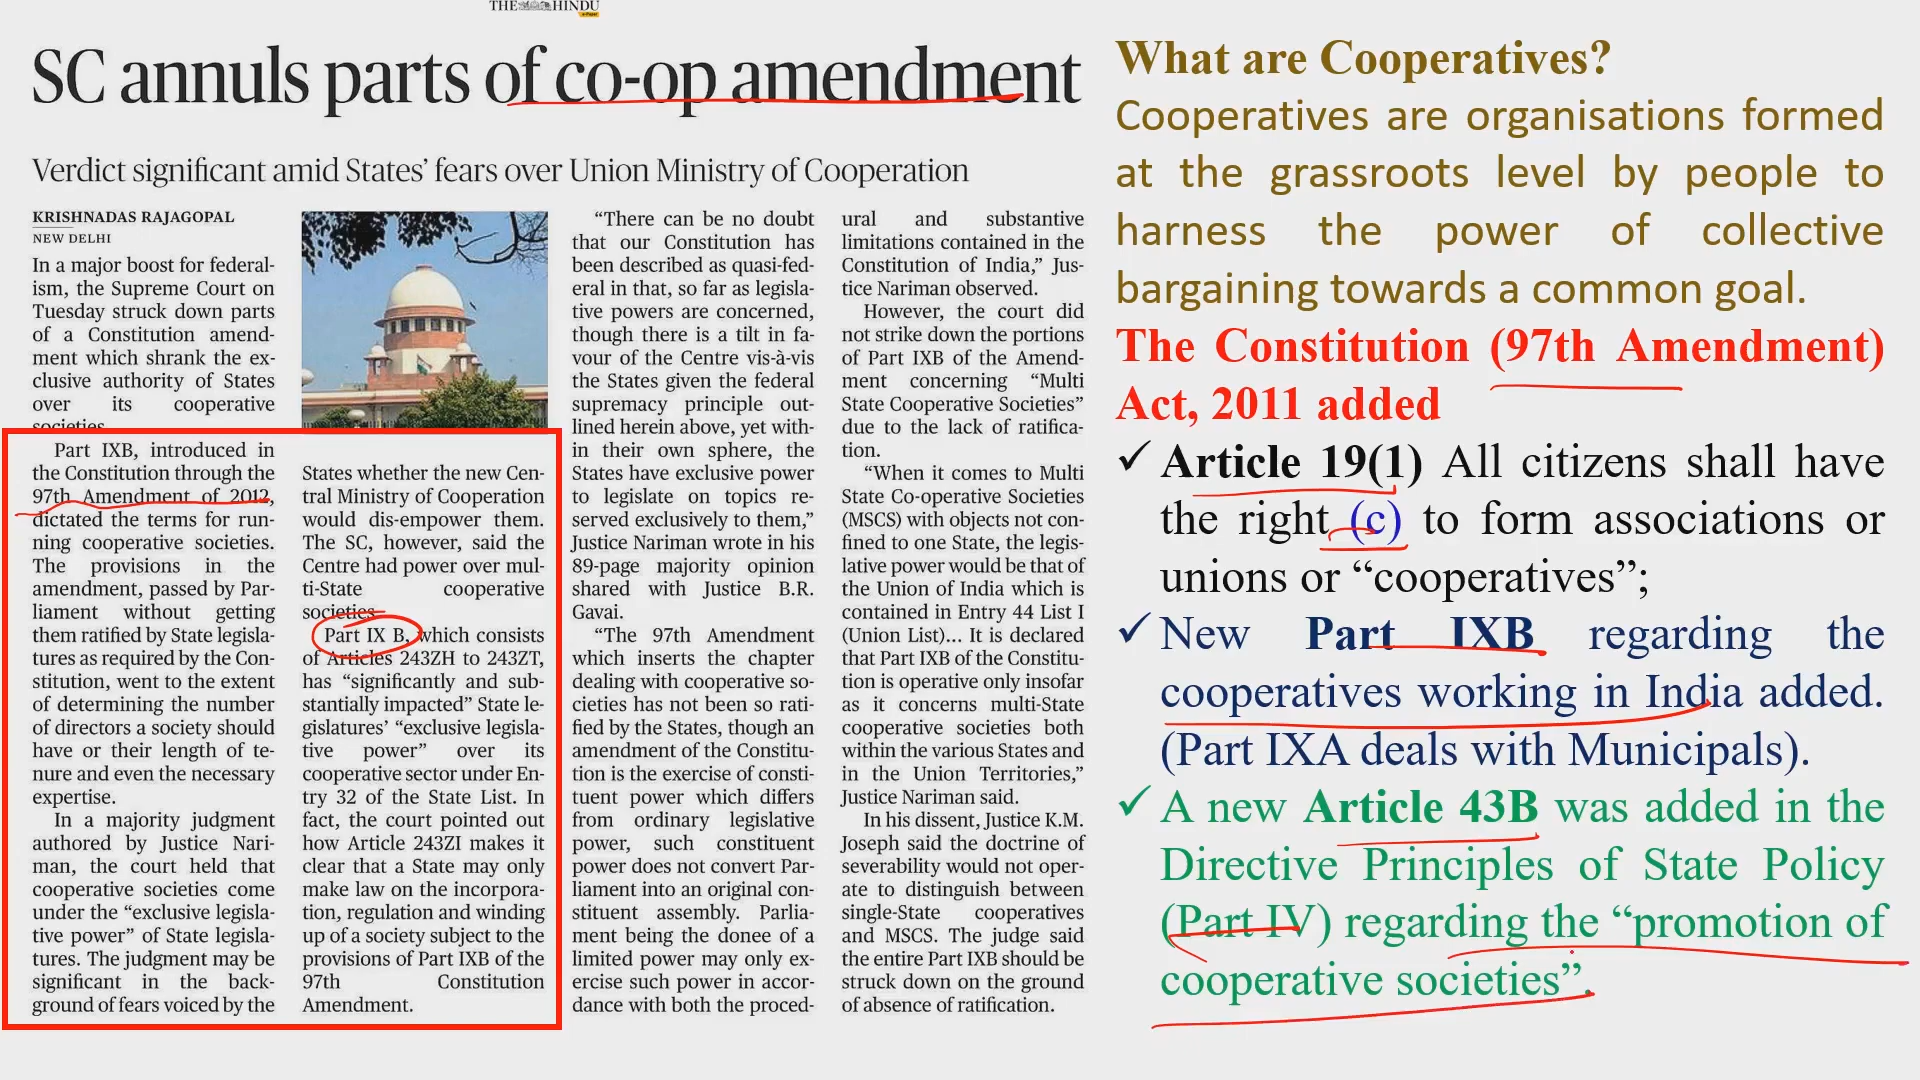 THE HINDU
e-Paper
SC annuls parts of co-op amendment
Verdict significant amid States’ fears over Union Ministry of Cooperation
KRISHNADAS RAJAGOPAL
NEW DELHI
In a major boost for federal-
ism, the Supreme Court on
Tuesday struck down parts
of a Constitution amend-
ment which shrank the ex-
clusive authority of States
over its cooperative
societies.
Part IXB, introduced in
the Constitution through the
97th Amendment of 2012,
dictated the terms for run-
ning cooperative societies.
The provisions in the
amendment, passed by Par-
liament without getting
them ratified by State legisla-
tures as required by the Con-
stitution, went to the extent
of determining the number
of directors a society should
have or their length of te-
nure and even the necessary
expertise.
In a majority judgment
authored by Justice Nari-
man, the court held that
cooperative societies come
under the “exclusive legisla-
tive power” of State legisla-
tures. The judgment may be
significant in the back-
ground of fears voiced by the
States whether the new Cen-
tral Ministry of Cooperation
would dis-empower them.
The SC, however, said the
Centre had power over mul-
ti-State cooperative
societies.
Part IX B, which consists
of Articles 243ZH to 243ZT,
has “significantly and sub-
stantially impacted” State le-
gislatures’ “exclusive legisla-
tive power” over its
cooperative sector under En-
try 32 of the State List. In
fact, the court pointed out
how Article 243ZI makes it
clear that a State may only
make law on the incorpora-
tion, regulation and winding
up of a society subject to the
provisions of Part IXB of the
97th Constitution
Amendment.
“There can be no doubt
that our Constitution has
been described as quasi-fed-
eral in that, so far as legisla-
tive powers are concerned,
though there is a tilt in fa-
vour of the Centre vis-à-vis
the States given the federal
supremacy principle out-
lined herein above, yet with-
in their own sphere, the
States have exclusive power
to legislate on topics re-
served exclusively to them,”
Justice Nariman wrote in his
89-page majority opinion
shared with Justice B.R.
Gavai.
“The 97th Amendment
which inserts the chapter
dealing with cooperative so-
cieties has not been so rati-
fied by the States, though an
amendment of the Constitu-
tion is the exercise of consti-
tuent power which differs
from ordinary legislative
power, such constituent
power does not convert Par-
liament into an original con-
stituent assembly. Parlia-
ment being the donee of a
limited power may only ex-
ercise such power in accor-
dance with both the proced-
ural and substantive
limitations contained in the
Constitution of India,” Jus-
tice Nariman observed.
However, the court did
not strike down the portions
of Part IXB of the Amend-
ment concerning “Multi
State Cooperative Societies”
due to the lack of ratifica-
tion.
“When it comes to Multi
State Co-operative Societies
(MSCS) with objects not con-
fined to one State, the legis-
lative power would be that of
the Union of India which is
contained in Entry 44 List I
(Union List)... It is declared
that Part IXB of the Constitu-
tion is operative only insofar
as it concerns multi-State
cooperative societies both
within the various States and
in the Union Territories,”
Justice Nariman said.
In his dissent, Justice K.M.
Joseph said the doctrine of
severability would not oper-
ate to distinguish between
single-State cooperatives
and MSCS. The judge said
the entire Part IXB should be
struck down on the ground
of absence of ratification.
What are Cooperatives?
Cooperatives are organisations formed
at the grassroots level by people to
harness the power of collective
bargaining towards a common goal.
The Constitution (97th Amendment)
Act, 2011 added
✓ Article 19(1) All citizens shall have
the right (c) to form associations or
unions or “cooperatives”;
✓ New Part IXB regarding the
cooperatives working in India added.
(Part IXA deals with Municipals).
✓ A new Article 43B was added in the
Directive Principles of State Policy
(Part IV) regarding the “promotion of
cooperative societies”.